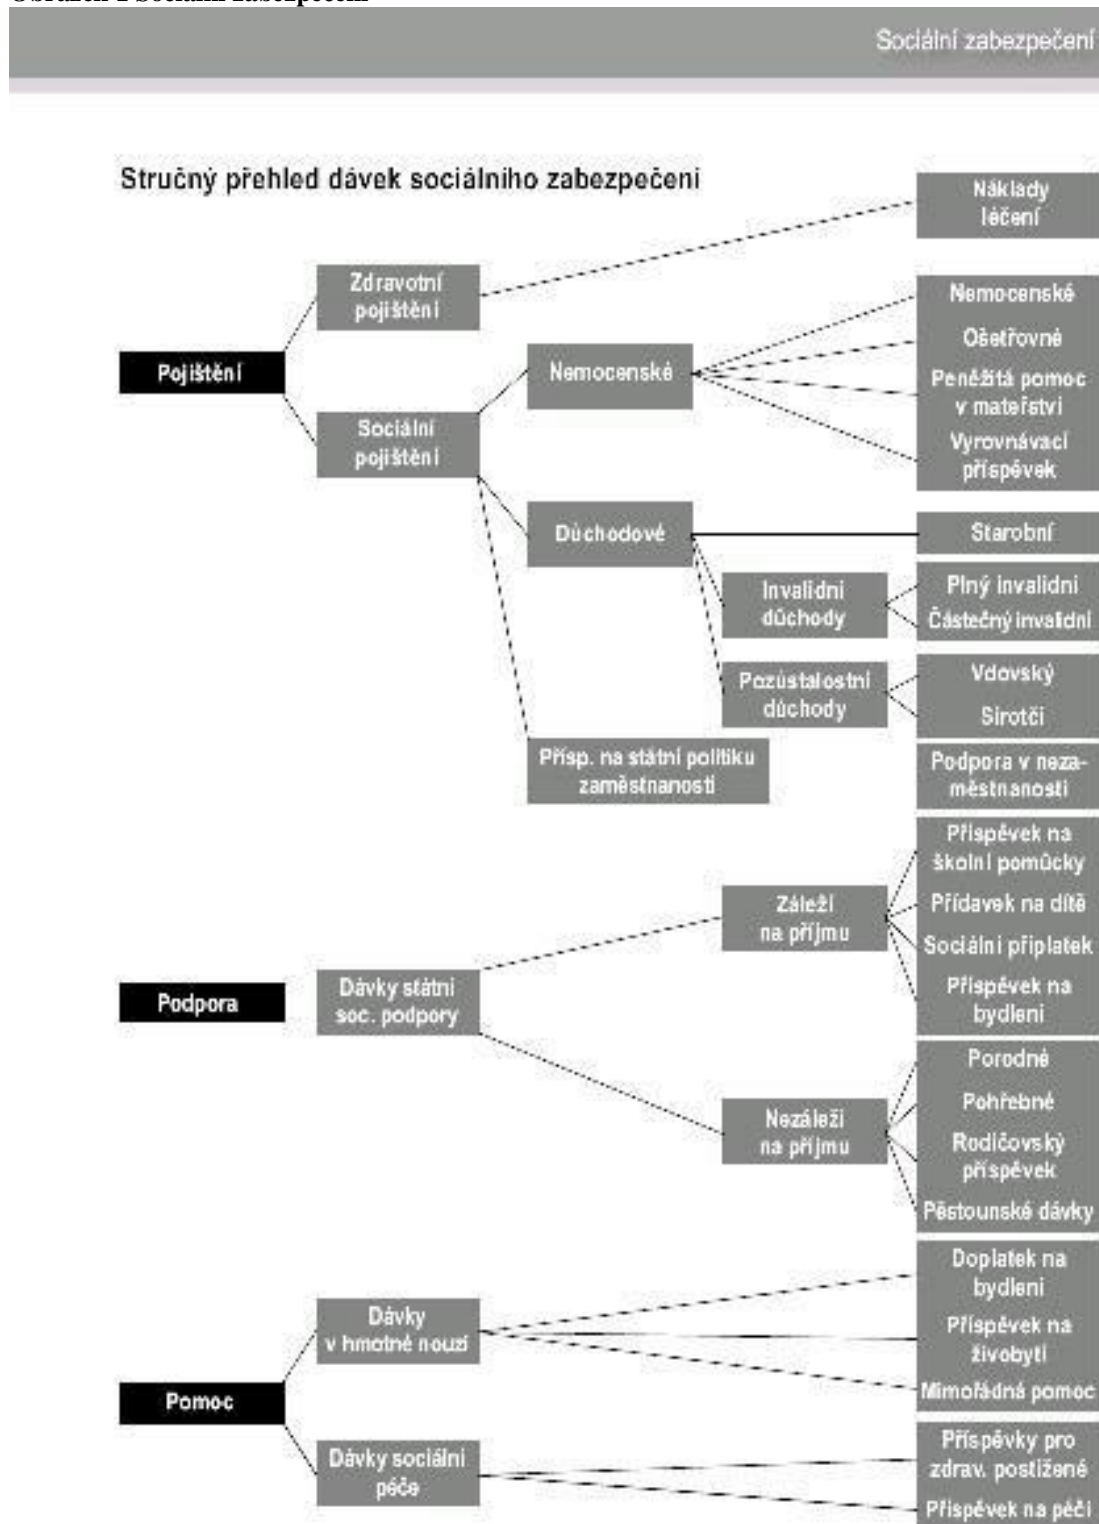 Obrázek 1 Sociální zabezpečení
Sociální zabezpečení
Stručný přehled dávek sociálního zabezpečení
Náklady
léčení
Zdravotní
pojištění
Pojištění
Sociální
pojištění
Nemocenské
Nemocenské
Ošetřovné
Peněžitá pomoc
v mateřství
Vyrovnávací
příspěvek
Důchodové
Starobní
Invalidní
důchody
Plný invalidní
Částečný invalidní
Pozůstalostní
důchody
Vdovský
Sirotčí
Přísp. na státní politiku
zaměstnanosti
Podpora v neza-
městnanosti
Podpora
Dávky státní
soc. podpory
Záleží
na příjmu
Příspěvek na
školní pomůcky
Přídavek na dítě
Sociální příplatek
Příspěvek na
bydlení
Nezáleží
na příjmu
Porodné
Pohřebné
Rodičovský
příspěvek
Pěstounské dávky
Pomoc
Dávky
v hmotné nouzi
Doplatek na
bydlení
Příspěvek na
živobytí
Mimořádná pomoc
Dávky sociální
péče
Příspěvky pro
zdrav. postižené
Příspěvek na péči